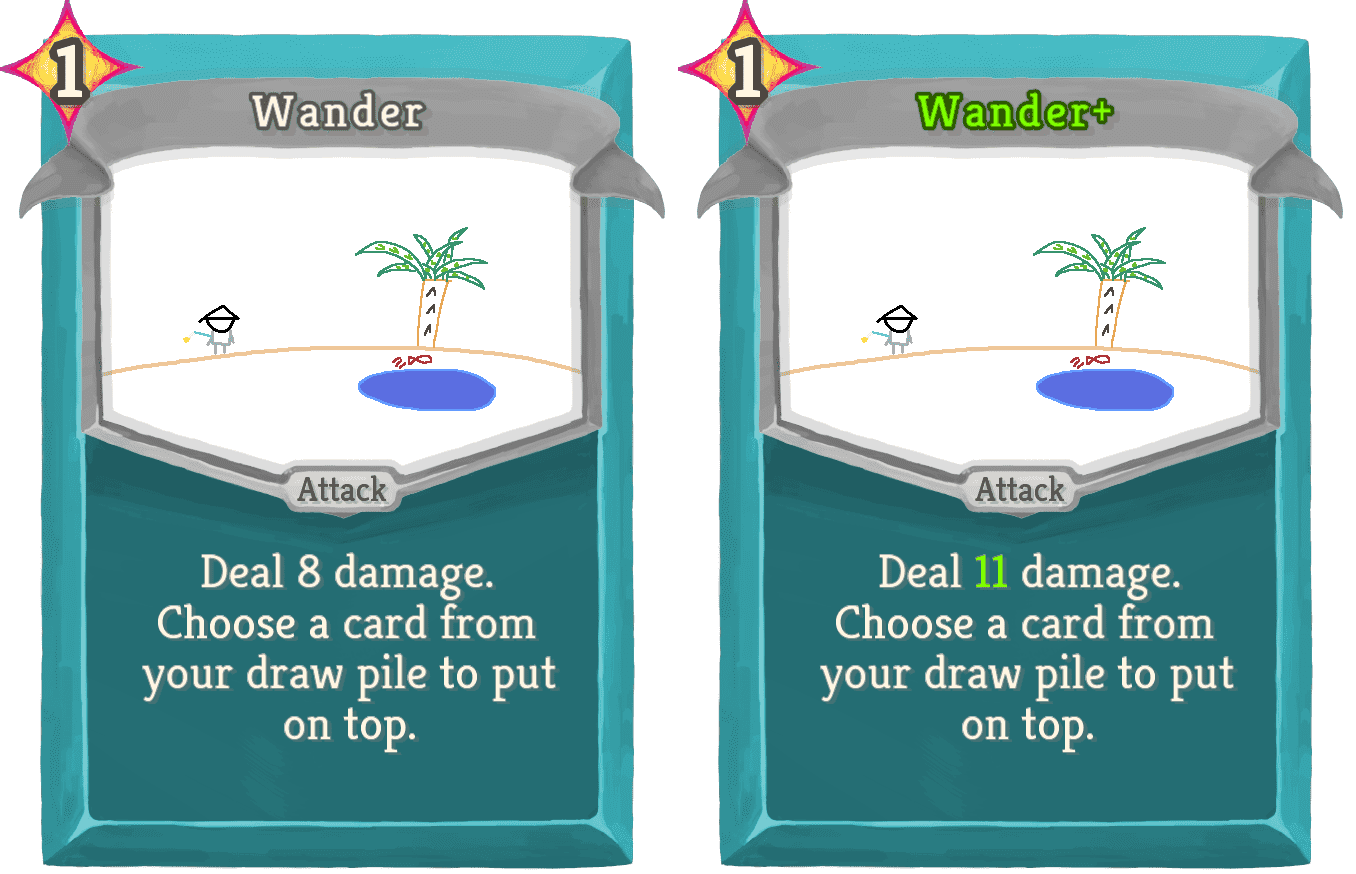 1
Wander
Attack
Deal 8 damage.
Choose a card from
your draw pile to put
on top.
1
Wander+
Attack
Deal 11 damage.
Choose a card from
your draw pile to put
on top.